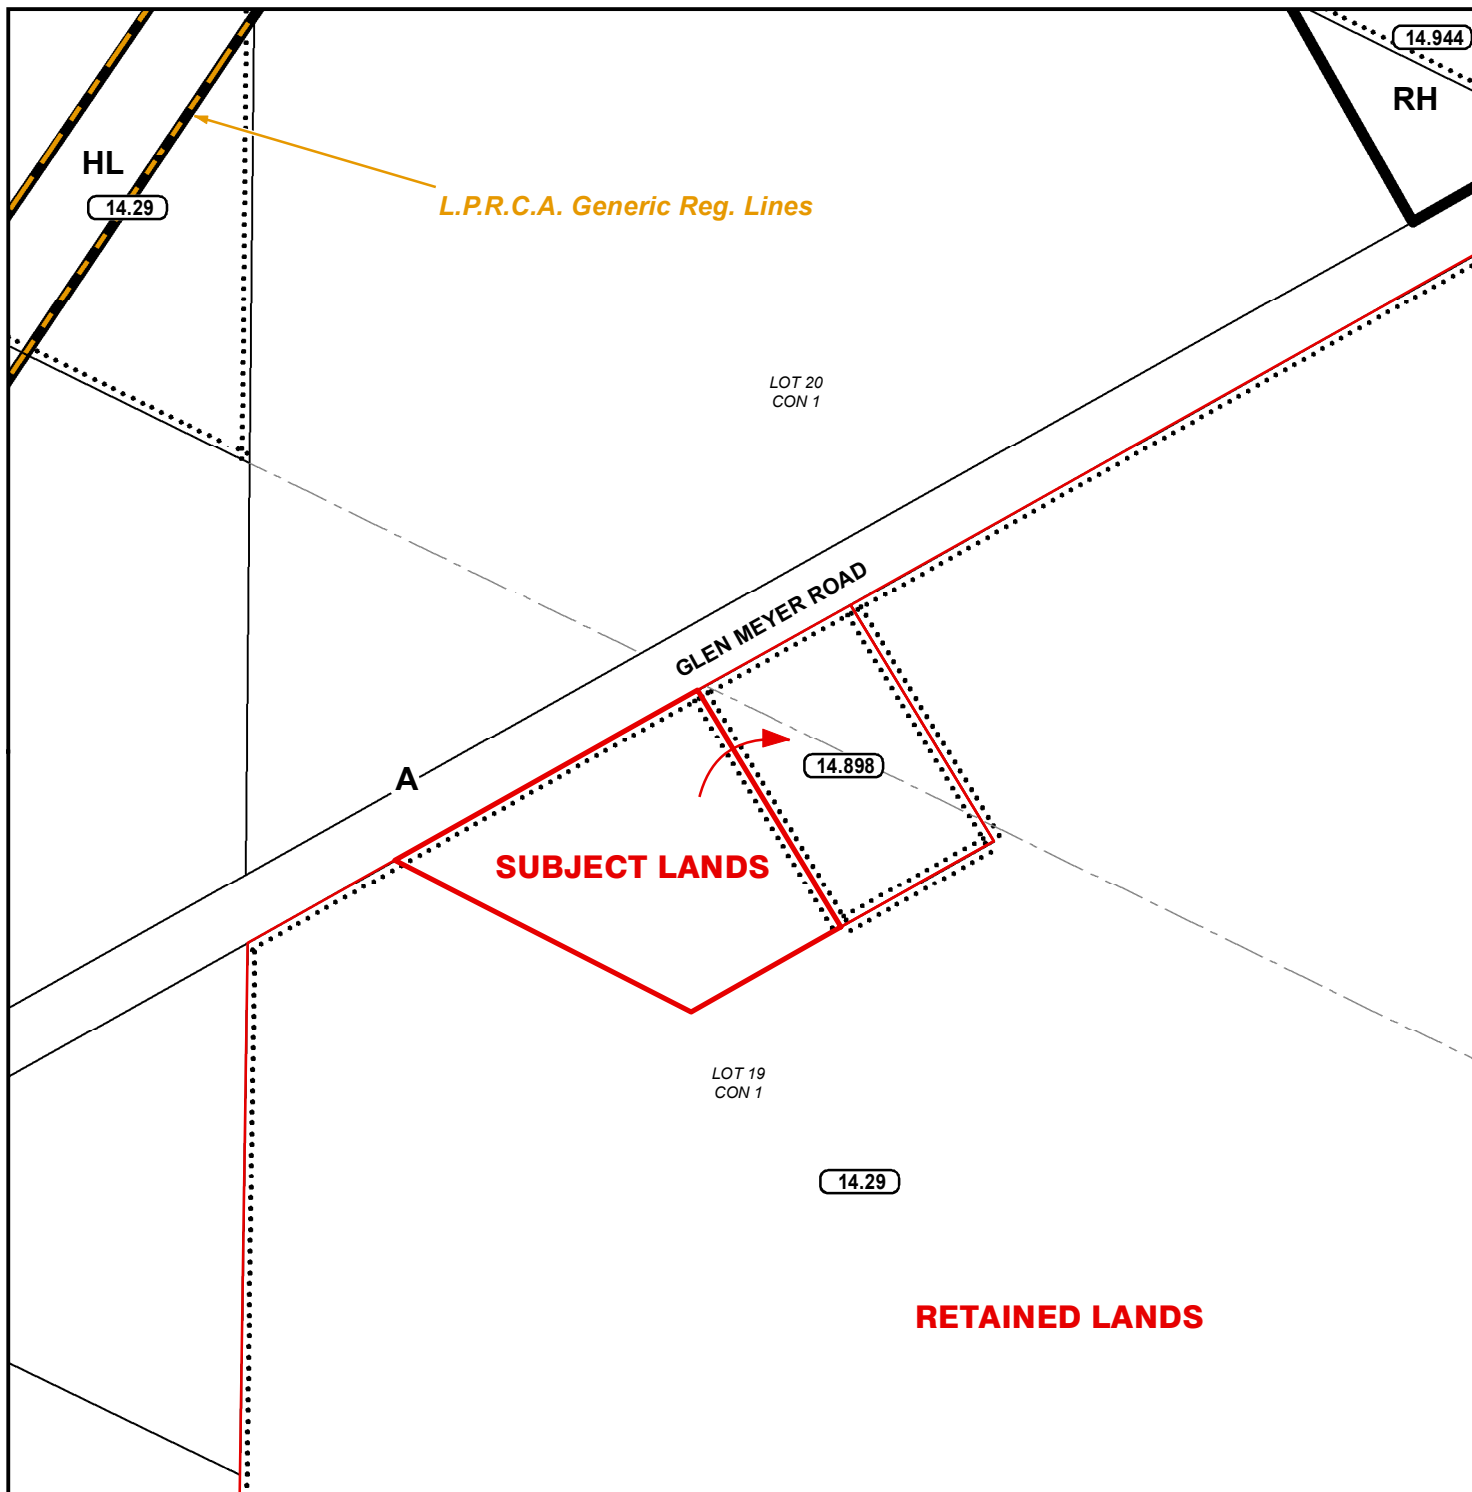 14.944
RH
HL
14.29
L.P.R.C.A. Generic Reg. Lines
LOT 20
CON 1
GLEN MEYER ROAD
14.898
A
SUBJECT LANDS
LOT 19
CON 1
14.29
RETAINED LANDS